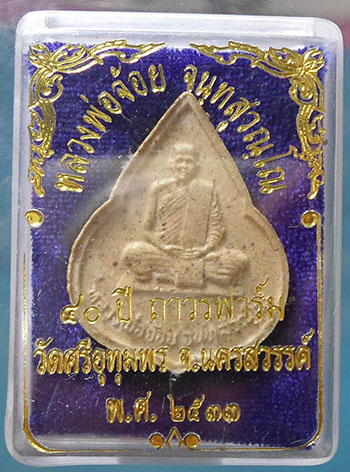 หลวงพ่อจ้อย จนฺทสุวณฺโณ
๔๐ ปี ถาวรฟาร์ม
วัดศรีอุทุมพร จ.นครสวรรค์
พ.ศ. ๒๕๓๓